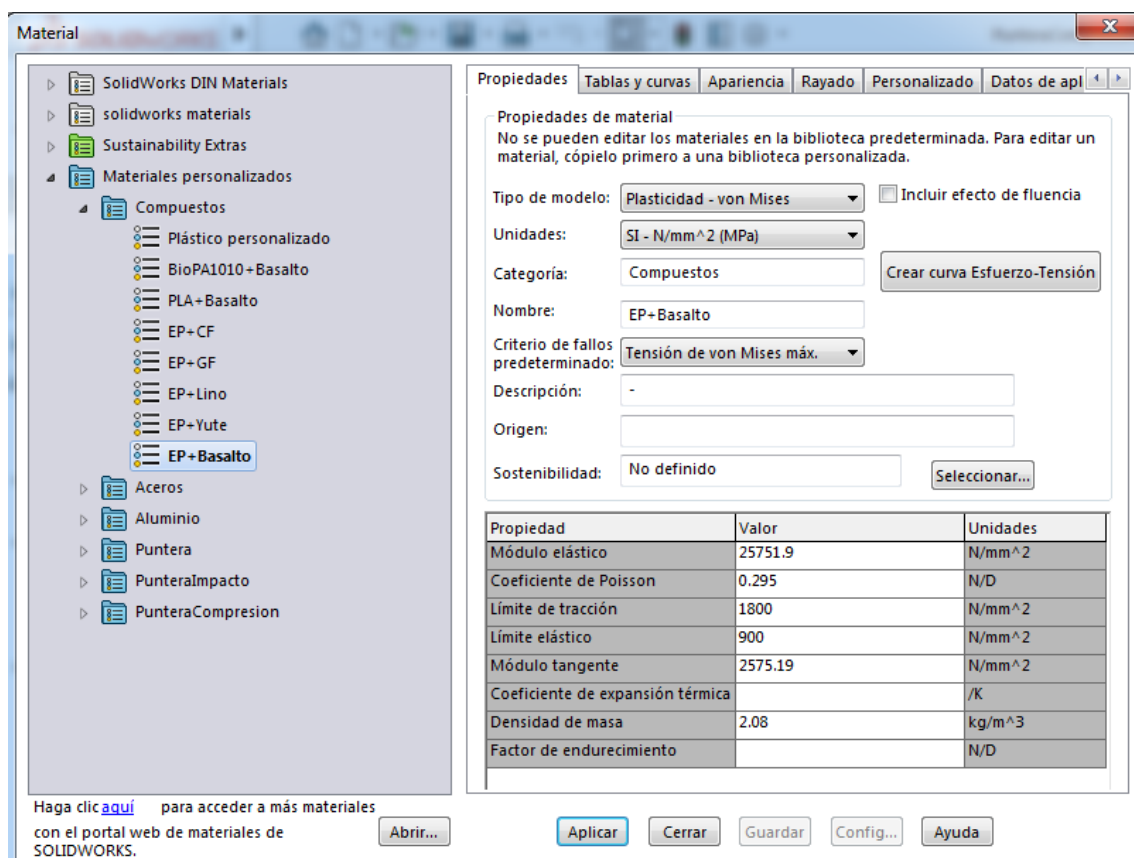 Material
SolidWorks DIN Materials
solidworks materials
Sustainability Extras
Materiales personalizados
Compuestos
Plástico personalizado
BioPA1010+Basalto
PLA+Basalto
EP+CF
EP+GF
EP+Lino
EP+Yute
EP+Basalto
Aceros
Aluminio
Puntera
PunteraImpacto
PunteraCompresion
Haga clic aquí para acceder a más materiales
con el portal web de materiales de
SOLIDWORKS.
Abrir...
Propiedades Tablas y curvas Apariencia Rayado Personalizado Datos de apl
Propiedades de material
No se pueden editar los materiales en la biblioteca predeterminada. Para editar un
material, cópielo primero a una biblioteca personalizada.
Tipo de modelo: Plasticidad - von Mises Incluir efecto de fluencia
Unidades: SI - N/mm^2 (MPa)
Categoría: Compuestos Crear curva Esfuerzo-Tensión
Nombre: EP+Basalto
Criterio de fallos
predeterminado: Tensión de von Mises máx.
Descripción: -
Origen:
Sostenibilidad: No definido Seleccionar...
Propiedad Valor Unidades
Módulo elástico 25751.9 N/mm^2
Coeficiente de Poisson 0.295 N/D
Límite de tracción 1800 N/mm^2
Límite elástico 900 N/mm^2
Módulo tangente 2575.19 N/mm^2
Coeficiente de expansión térmica /K
Densidad de masa 2.08 kg/m^3
Factor de endurecimiento N/D
Aplicar Cerrar Guardar Config... Ayuda